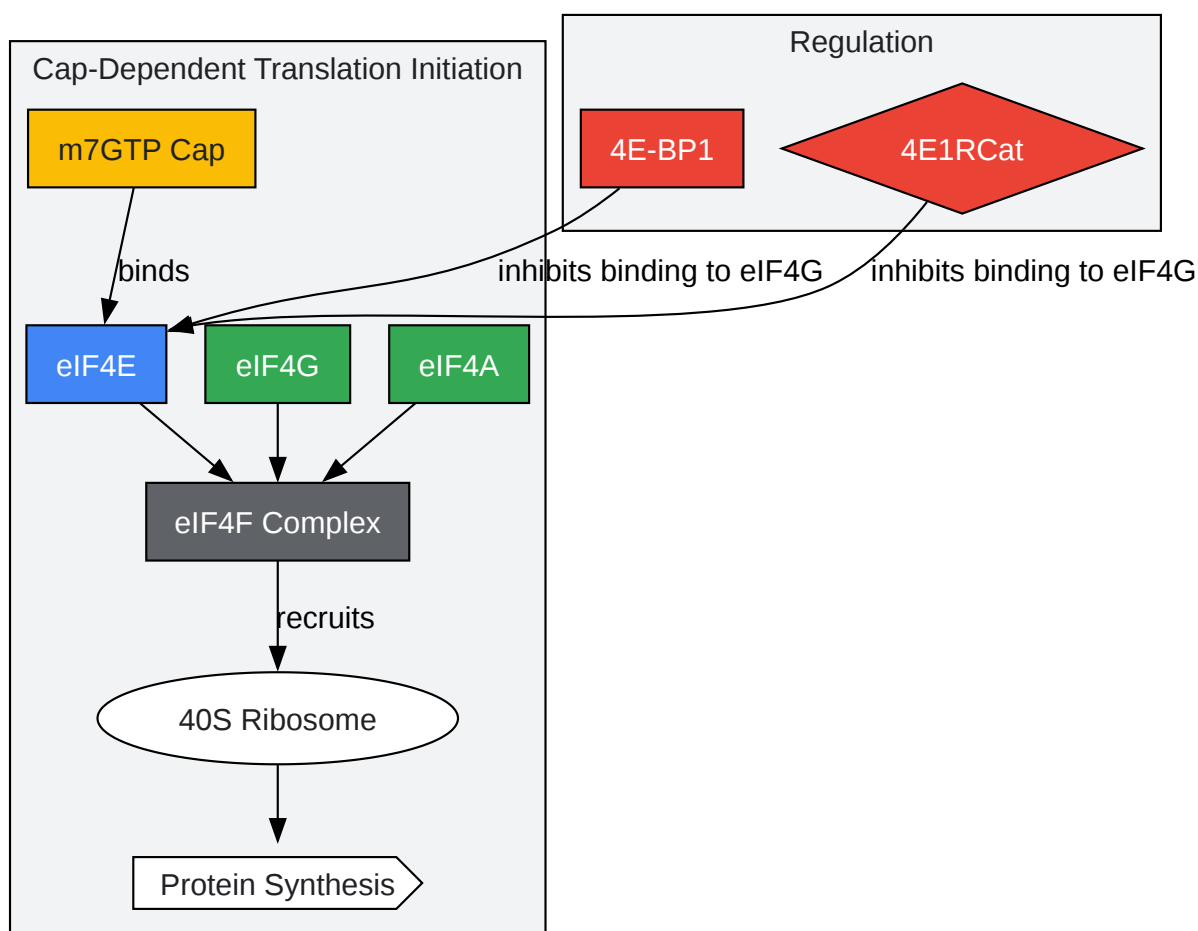 Regulation
Cap-Dependent Translation Initiation
m7GTP Cap
4E-BP1
4E1RCat
binds
inhibits binding to eIF4G
inhibits binding to eIF4G
eIF4E
eIF4G
eIF4A
eIF4F Complex
recruits
40S Ribosome
Protein Synthesis